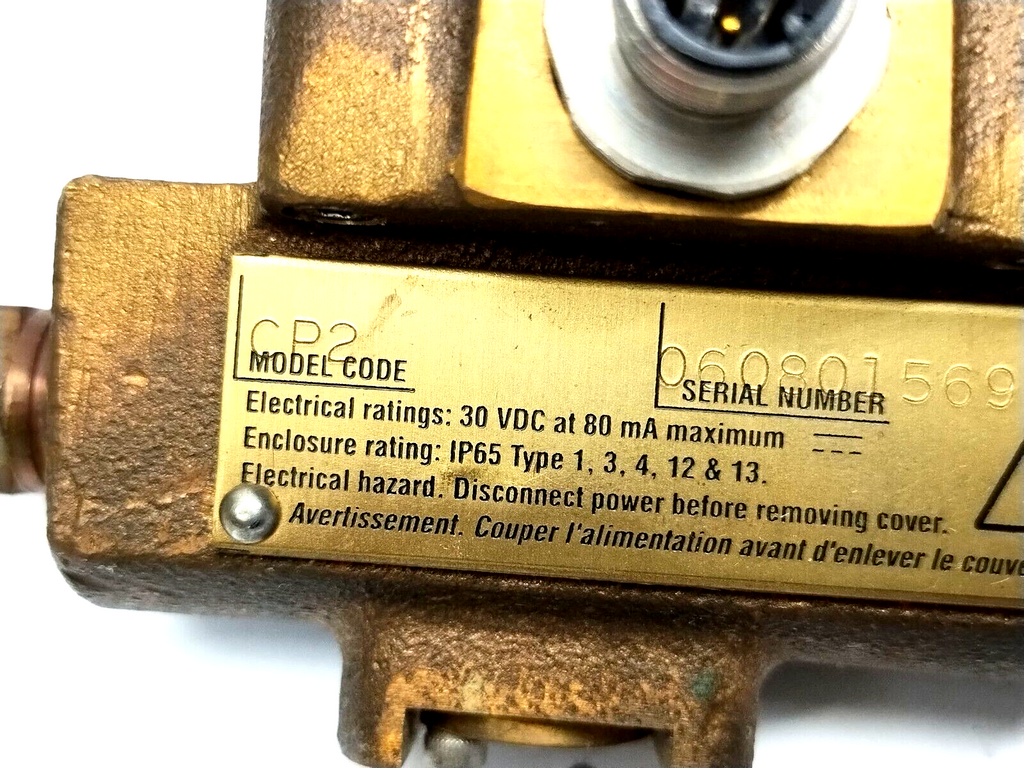 CP2
MODEL CODE
060801569
SERIAL NUMBER
Electrical ratings: 30 VDC at 80 mA maximum
Enclosure rating: IP65 Type 1, 3, 4, 12 & 13.
Electrical hazard. Disconnect power before removing cover.
Avertissement. Couper l'alimentation avant d'enlever le